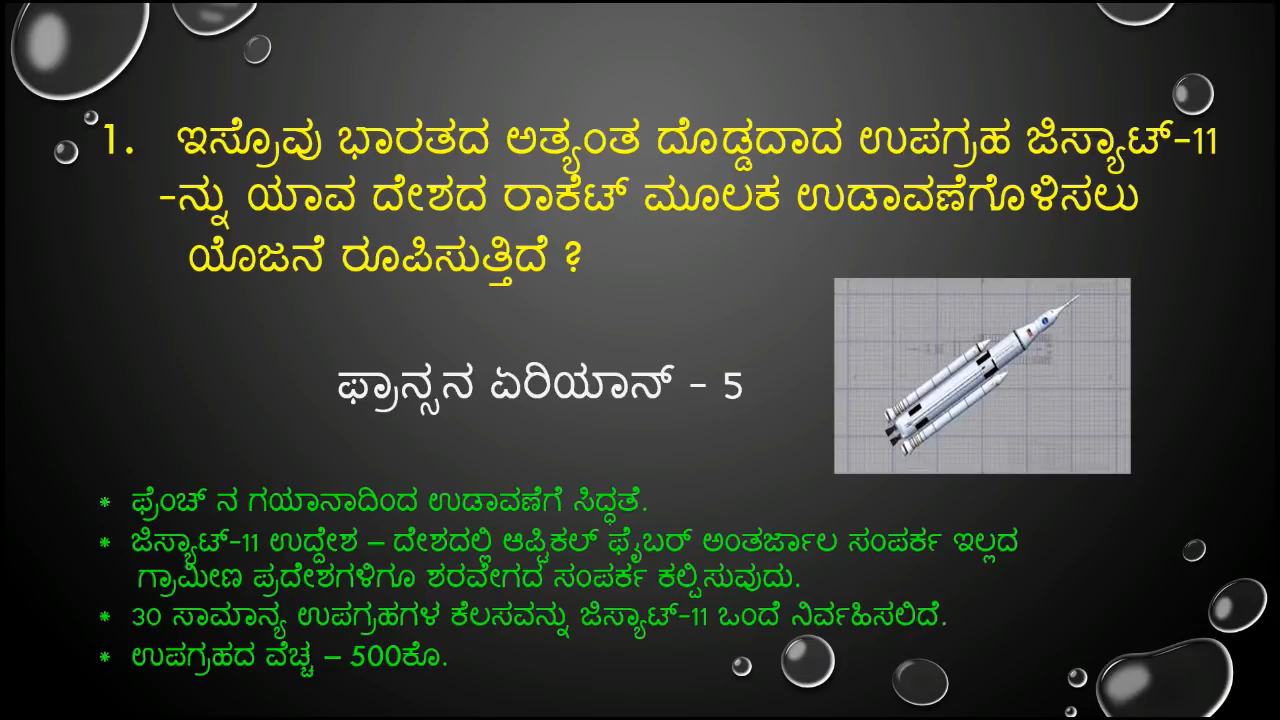 1. ಇಸ್ರೊವು ಭಾರತದ ಅತ್ಯಂತ ದೊಡ್ಡದಾದ ಉಪಗ್ರಹ ಜಿಸ್ಯಾಟ್-11
-ನ್ನು ಯಾವ ದೇಶದ ರಾಕೆಟ್ ಮೂಲಕ ಉಡಾವಣೆಗೊಳಿಸಲು
ಯೊಜನೆ ರೂಪಿಸುತ್ತಿದೆ ?
ಫ್ರಾನ್ಸನ ಏರಿಯಾನ್ - 5
* ಫ್ರೆಂಚ್ ನ ಗಯಾನಾದಿಂದ ಉಡಾವಣೆಗೆ ಸಿದ್ಧತೆ.
* ಜಿಸ್ಯಾಟ್-11 ಉದ್ದೇಶ – ದೇಶದಲ್ಲಿ ಆಪ್ಟಿಕಲ್ ಫೈಬರ್ ಅಂತರ್ಜಾಲ ಸಂಪರ್ಕ ಇಲ್ಲದ
ಗ್ರಾಮೀಣ ಪ್ರದೇಶಗಳಿಗೂ ಶರವೇಗದ ಸಂಪರ್ಕ ಕಲ್ಪಿಸುವುದು.
* 30 ಸಾಮಾನ್ಯ ಉಪಗ್ರಹಗಳ ಕೆಲಸವನ್ನು ಜಿಸ್ಯಾಟ್-11 ಒಂದೆ ನಿರ್ವಹಿಸಲಿದೆ.
* ಉಪಗ್ರಹದ ವೆಚ್ಚ – 500ಕೊ.